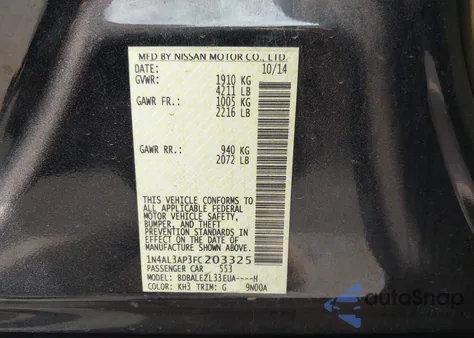 MFD BY NISSAN MOTOR CO., LTD.
DATE: 10/14
GVWR: 1910 KG
4211 LB
GAWR FR.: 1005 KG
2216 LB
GAWR RR.: 940 KG
2072 LB
THIS VEHICLE CONFORMS TO
ALL APPLICABLE FEDERAL
MOTOR VEHICLE SAFETY,
BUMPER, AND THEFT
PREVENTION STANDARDS IN
EFFECT ON THE DATE OF
MANUFACTURE SHOWN ABOVE.
1N4AL3AP3FC203325
PASSENGER CAR S53
MODEL: BDBALEZL33EUA----H
COLOR: KH3 TRIM: G 9N00A
autoSnap